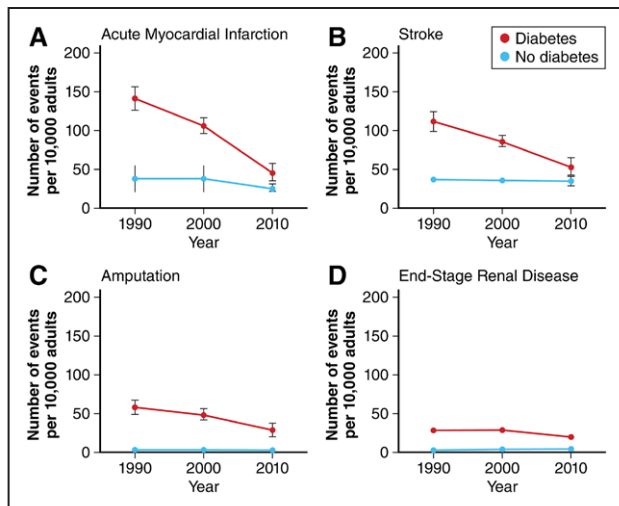 A Acute Myocardial Infarction
Number of events
per 10,000 adults
200
150
100
50
0
1990 2000 2010
Year
B Stroke
Diabetes
No diabetes
Number of events
per 10,000 adults
200
150
100
50
0
1990 2000 2010
Year
C Amputation
Number of events
per 10,000 adults
200
150
100
50
0
1990 2000 2010
Year
D End-Stage Renal Disease
Number of events
per 10,000 adults
200
150
100
50
0
1990 2000 2010
Year